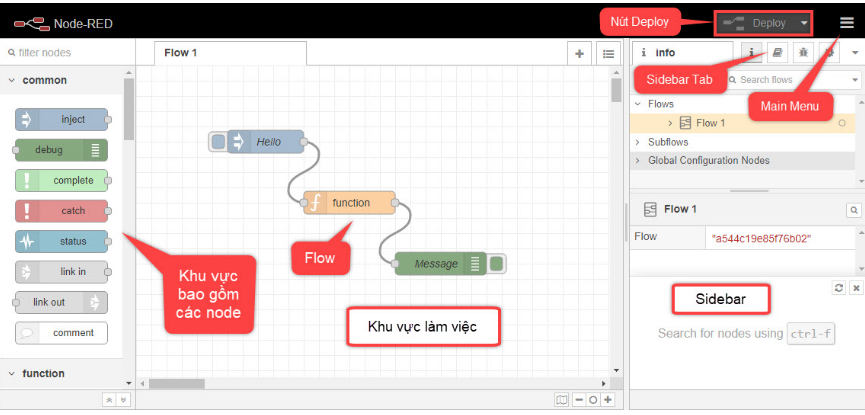 Node-RED
Nút Deploy
Deploy
filter nodes
Flow 1
i info
i
Sidebar Tab
Search flows
Main Menu
common
inject
debug
complete
catch
status
link in
link out
comment
function
Khu vực
bao gồm
các node
Hello
f function
Flow
Message
Khu vực làm việc
Flows
Flow 1
Subflows
Global Configuration Nodes
Flow 1
Flow "a544c19e85f76b02"
Sidebar
Search for nodes using ctrl-f